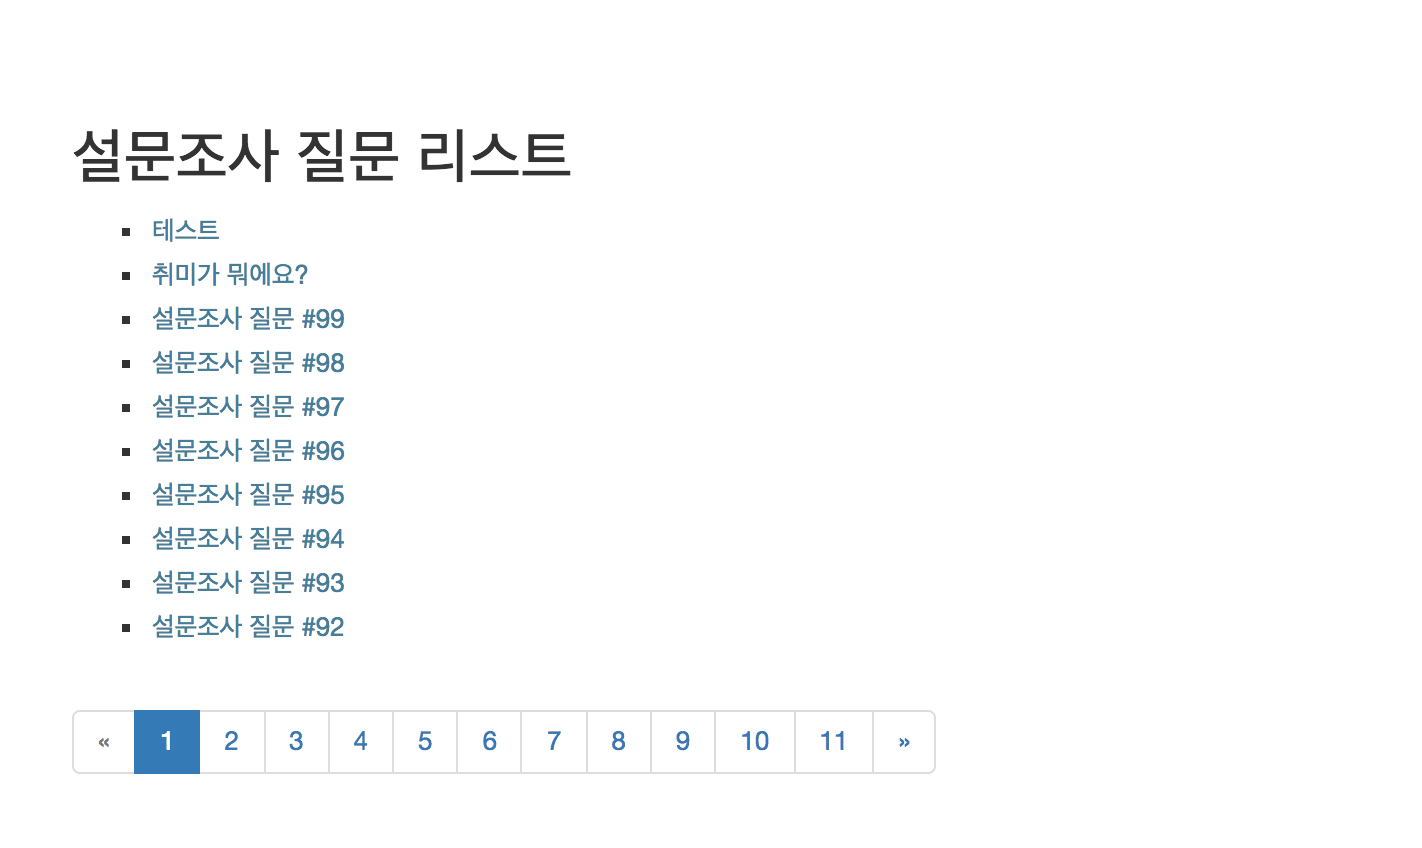 설문조사 질문 리스트
테스트
취미가 뭐에요?
설문조사 질문 #99
설문조사 질문 #98
설문조사 질문 #97
설문조사 질문 #96
설문조사 질문 #95
설문조사 질문 #94
설문조사 질문 #93
설문조사 질문 #92
« 1 2 3 4 5 6 7 8 9 10 11 »